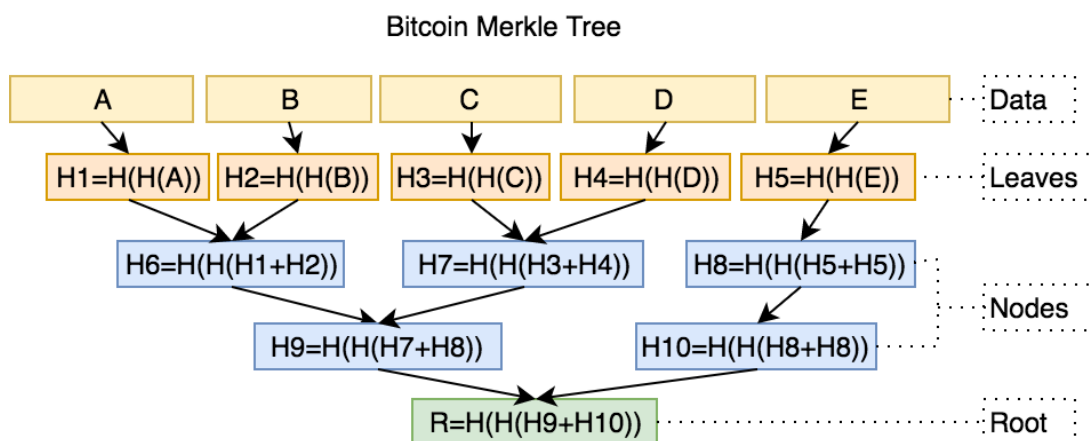 Bitcoin Merkle Tree
A
B
C
D
E
Data
H1=H(H(A))
H2=H(H(B))
H3=H(H(C))
H4=H(H(D))
H5=H(H(E))
Leaves
H6=H(H(H1+H2))
H7=H(H(H3+H4))
H8=H(H(H5+H5))
Nodes
H9=H(H(H7+H8))
H10=H(H(H8+H8))
R=H(H(H9+H10))
Root